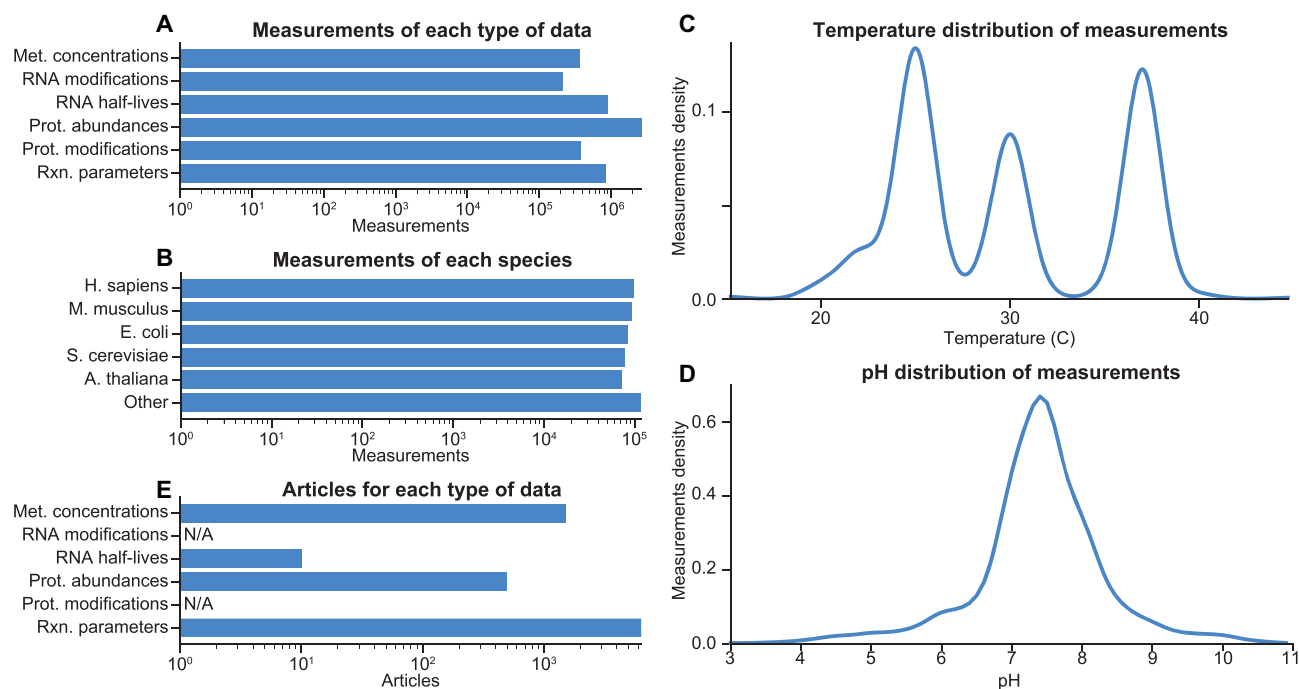 A
Measurements of each type of data
Met. concentrations
RNA modifications
RNA half-lives
Prot. abundances
Prot. modifications
Rxn. parameters
10⁰ 10¹ 10² 10³ 10⁴ 10⁵ 10⁶
Measurements
B
Measurements of each species
H. sapiens
M. musculus
E. coli
S. cerevisiae
A. thaliana
Other
10⁰ 10¹ 10² 10³ 10⁴ 10⁵
Measurements
E
Articles for each type of data
Met. concentrations
RNA modifications N/A
RNA half-lives
Prot. abundances
Prot. modifications N/A
Rxn. parameters
10⁰ 10¹ 10² 10³
Articles
C
Temperature distribution of measurements
Measurements density
0.1
0.0
20 30 40
Temperature (C)
D
pH distribution of measurements
Measurements density
0.6
0.4
0.2
0.0
3 4 5 6 7 8 9 10 11
pH